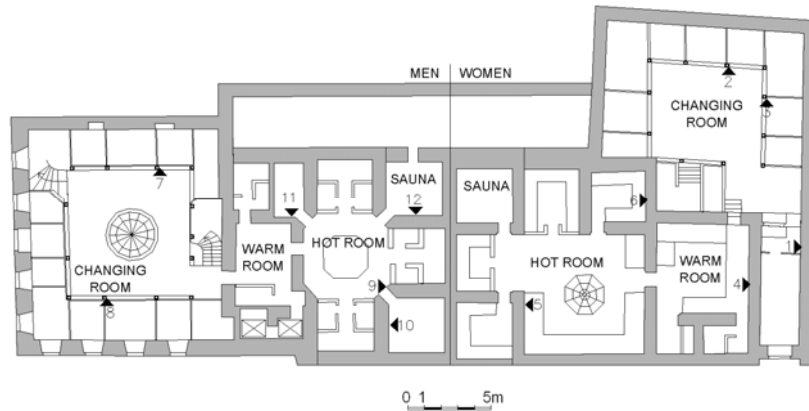 MEN WOMEN
2
3
CHANGING
ROOM
7
SAUNA
12
SAUNA
6
11
HOT ROOM
WARM
ROOM
CHANGING
ROOM
1
HOT ROOM
WARM
ROOM
4
9
8
10
5
0 1 5m